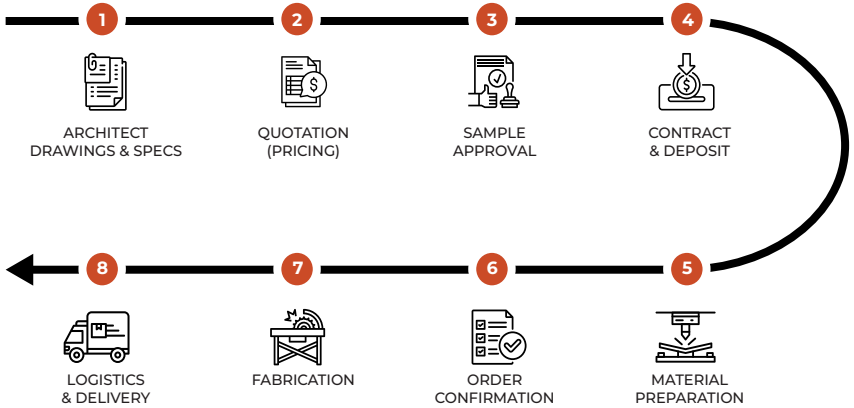 1
ARCHITECT
DRAWINGS & SPECS
2
QUOTATION
(PRICING)
3
SAMPLE
APPROVAL
4
CONTRACT
& DEPOSIT
5
MATERIAL
PREPARATION
6
ORDER
CONFIRMATION
7
FABRICATION
8
LOGISTICS
& DELIVERY